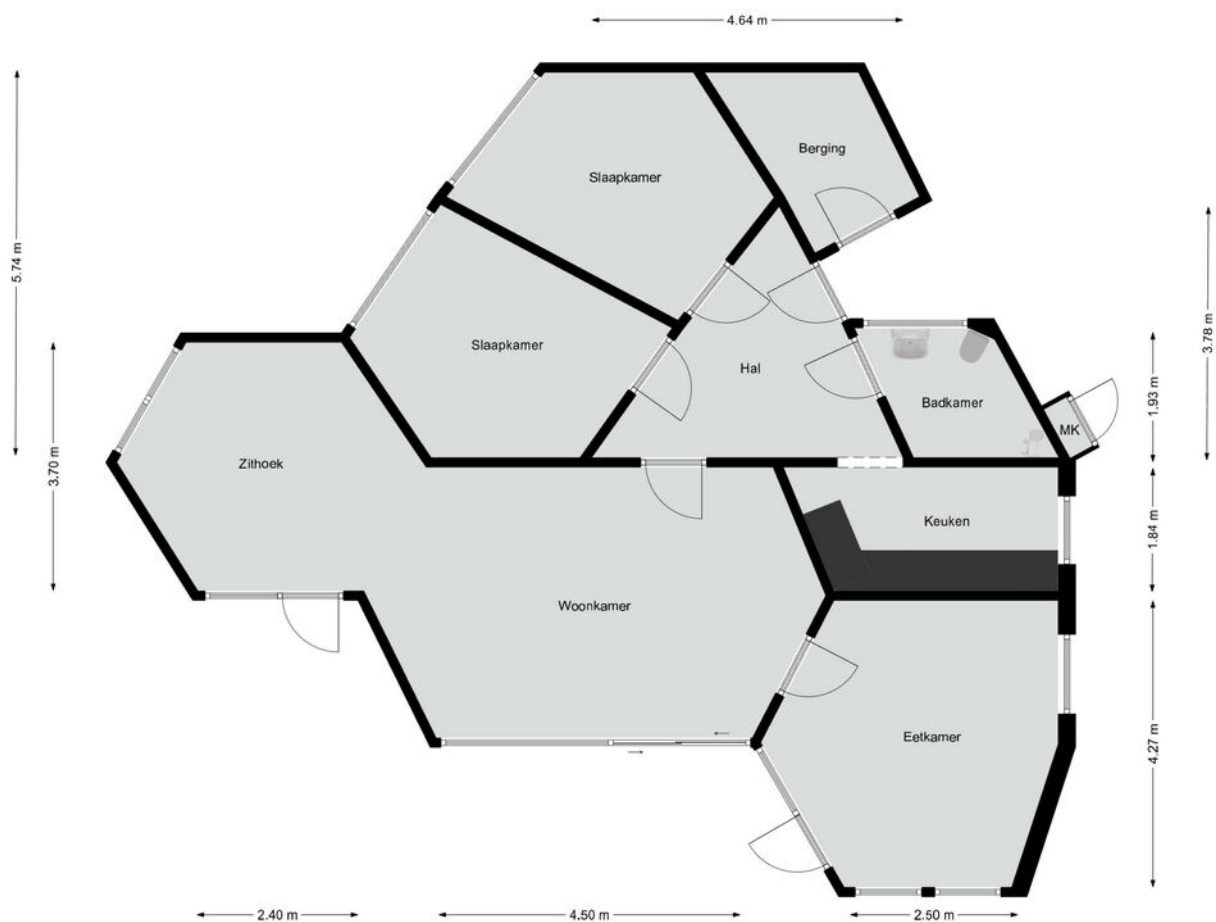 4.64 m
Berging
Slaapkamer
5.74 m
3.78 m
Slaapkamer
Hal
Badkamer
1.93 m
MK
Zithoek
3.70 m
Keuken
1.84 m
Woonkamer
Eetkamer
4.27 m
2.40 m
4.50 m
2.50 m